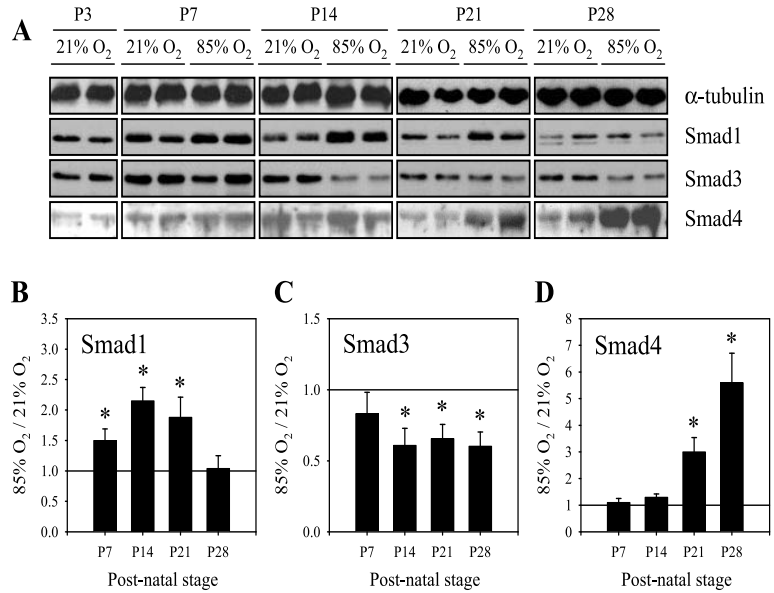 A
P3 P7 P14 P21 P28
21% O2 21% O2 85% O2 21% O2 85% O2 21% O2 85% O2 21% O2 85% O2
α-tubulin
Smad1
Smad3
Smad4
B
Smad1
85% O2 / 21% O2
3.5
3.0
2.5
2.0
1.5
1.0
0.5
0.0
* * *
P7 P14 P21 P28
Post-natal stage
C
Smad3
85% O2 / 21% O2
1.5
1.0
0.5
0.0
* * *
P7 P14 P21 P28
Post-natal stage
D
Smad4
85% O2 / 21% O2
8
7
6
5
4
3
2
1
0
* *
P7 P14 P21 P28
Post-natal stage